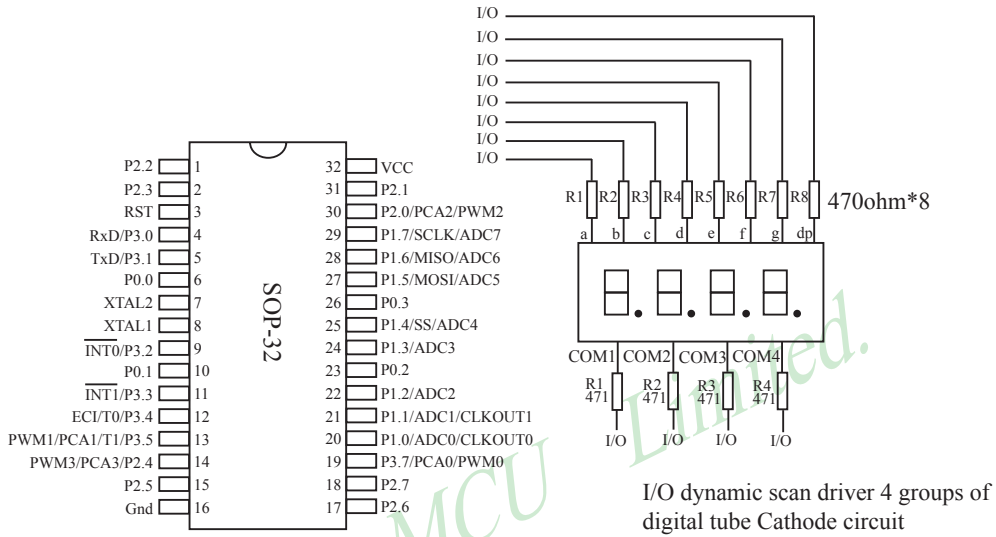 I/O
I/O
I/O
I/O
I/O
I/O
I/O
I/O
R1 R2 R3 R4 R5 R6 R7 R8 470ohm*8
a b c d e f g dp
COM1 COM2 COM3 COM4
R1 R2 R3 R4
471 471 471 471
I/O I/O I/O I/O
P2.2 1 32 VCC
P2.3 2 31 P2.1
RST 3 30 P2.0/PCA2/PWM2
RxD/P3.0 4 29 P1.7/SCLK/ADC7
TxD/P3.1 5 28 P1.6/MISO/ADC6
P0.0 6 27 P1.5/MOSI/ADC5
XTAL2 7 26 P0.3
XTAL1 8 25 P1.4/SS/ADC4
INT0/P3.2 9 24 P1.3/ADC3
P0.1 10 23 P0.2
INT1/P3.3 11 22 P1.2/ADC2
ECI/T0/P3.4 12 21 P1.1/ADC1/CLKOUT1
PWM1/PCA1/T1/P3.5 13 20 P1.0/ADC0/CLKOUT0
PWM3/PCA3/P2.4 14 19 P3.7/PCA0/PWM0
P2.5 15 18 P2.7
Gnd 16 17 P2.6
SOP-32
I/O dynamic scan driver 4 groups of
digital tube Cathode circuit
MCU Limited.